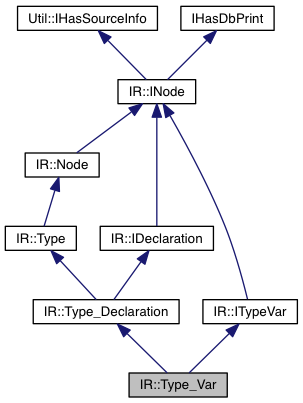 Util::IHasSourceInfo IHasDbPrint
IR::INode
IR::Node
IR::Type IR::IDeclaration
IR::Type_Declaration IR::ITypeVar
IR::Type_Var